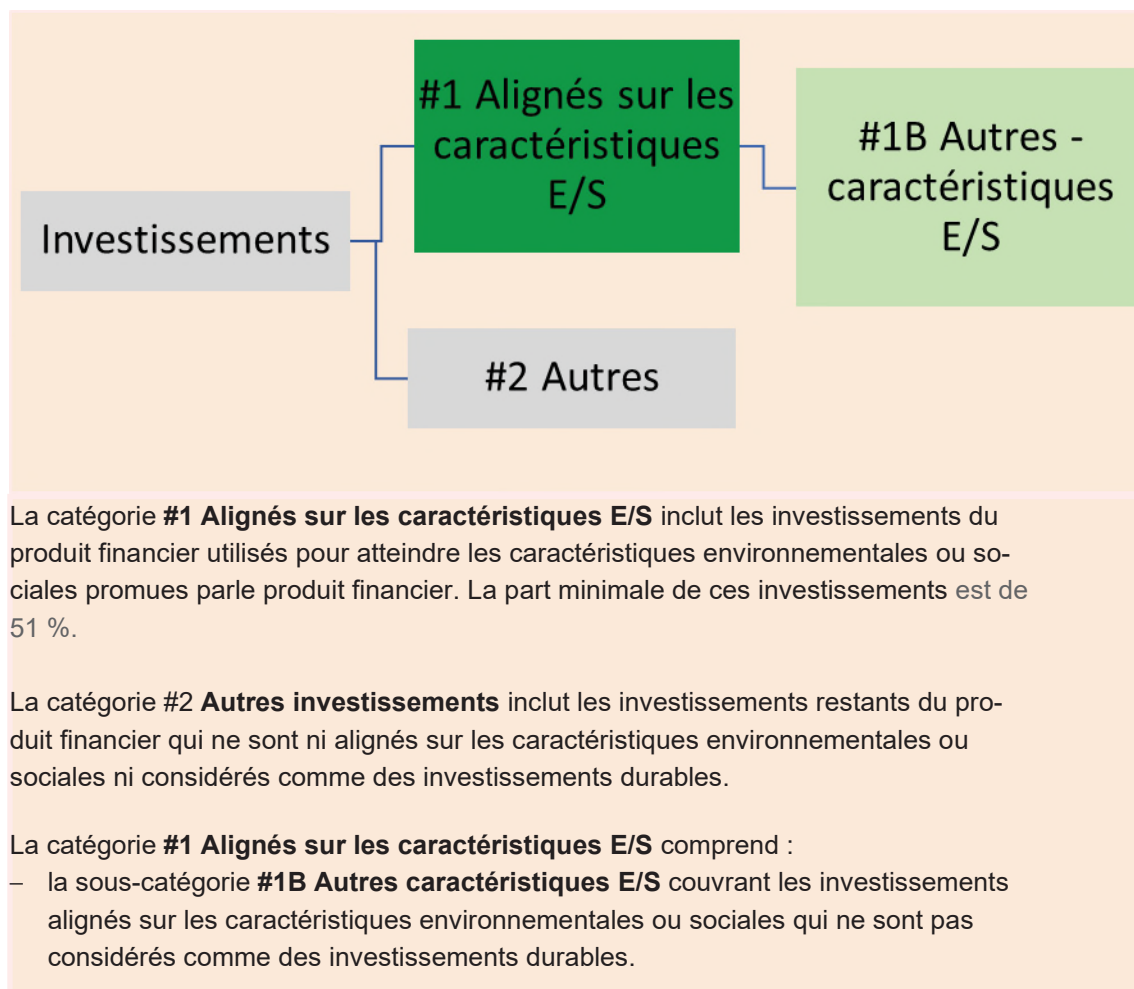 #1 Alignés sur les
caractéristiques
E/S
#1B Autres -
caractéristiques
E/S
Investissements
#2 Autres
La catégorie #1 Alignés sur les caractéristiques E/S inclut les investissements du
produit financier utilisés pour atteindre les caractéristiques environnementales ou so-
ciales promues parle produit financier. La part minimale de ces investissements est de
51 %.
La catégorie #2 Autres investissements inclut les investissements restants du pro-
duit financier qui ne sont ni alignés sur les caractéristiques environnementales ou
sociales ni considérés comme des investissements durables.
La catégorie #1 Alignés sur les caractéristiques E/S comprend :
– la sous-catégorie #1B Autres caractéristiques E/S couvrant les investissements
alignés sur les caractéristiques environnementales ou sociales qui ne sont pas
considérés comme des investissements durables.